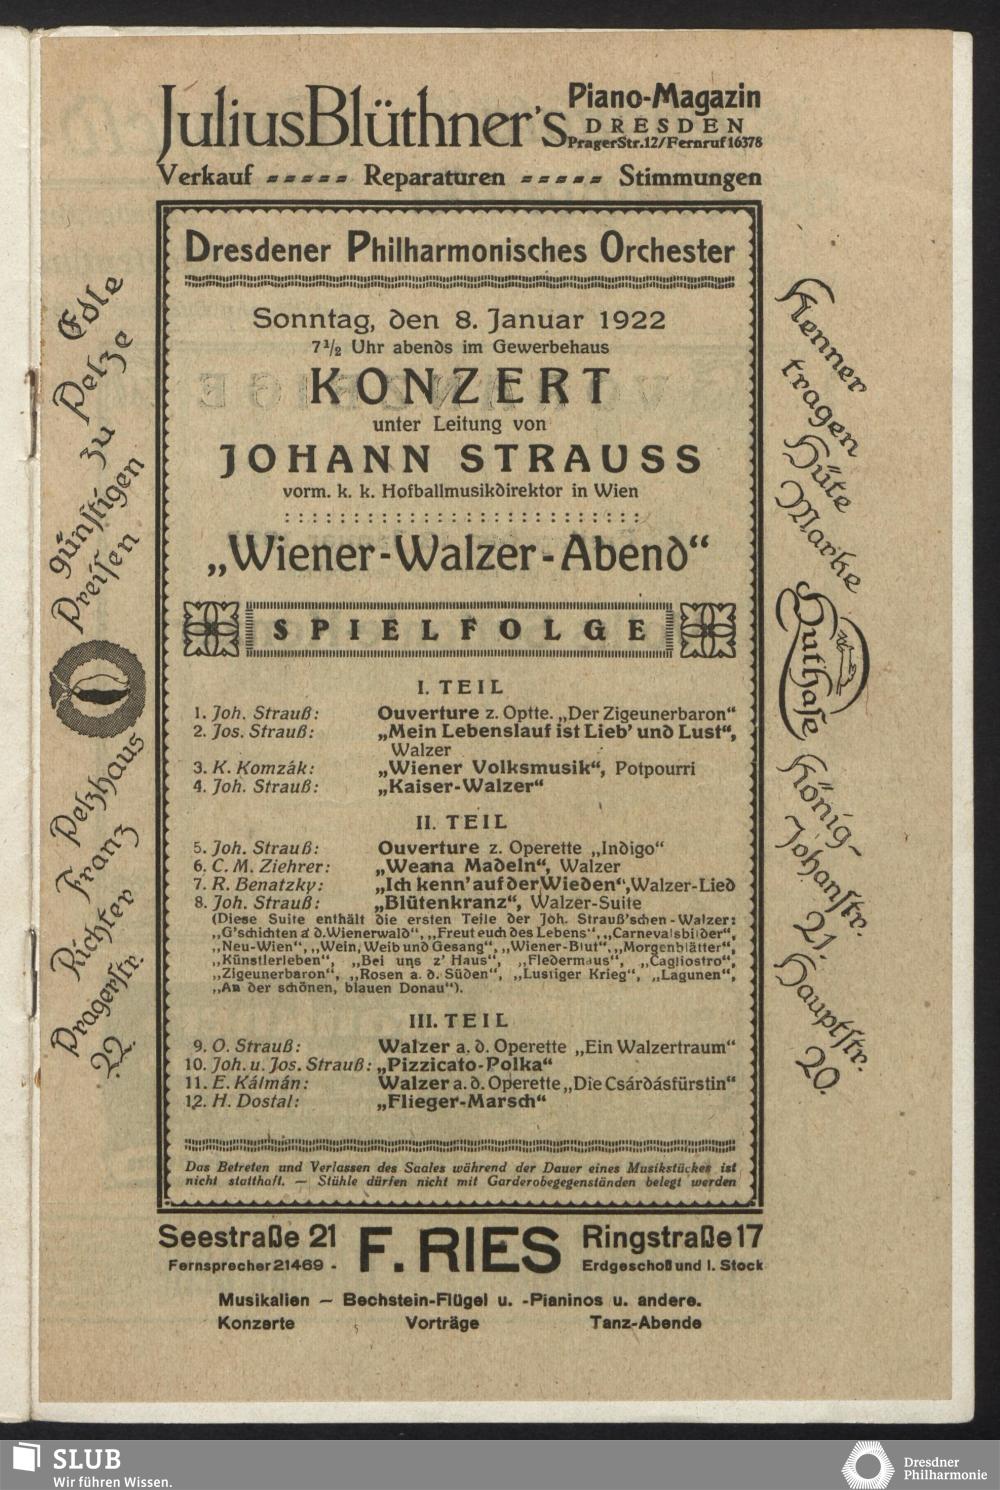 Julius Blüthner's Piano-Magazin
DRESDEN
PragerStr.12/Fernruf16378
Verkauf ----- Reparaturen ----- Stimmungen
Dresdener Philharmonisches Orchester
Sonntag, den 8. Januar 1922
7½ Uhr abends im Gewerbehaus
KONZERT
unter Leitung von
JOHANN STRAUSS
vorm. k. k. Hofballmusikdirektor in Wien
„Wiener-Walzer-Abend“
SPIELFOLGE
I. TEIL
1. Joh. Strauß: Ouverture z. Optte. „Der Zigeunerbaron“
2. Jos. Strauß: „Mein Lebenslauf ist Lieb' und Lust“,
Walzer
3. K. Komzák: „Wiener Volksmusik“, Potpourri
4. Joh. Strauß: „Kaiser-Walzer“
II. TEIL
5. Joh. Strauß: Ouverture z. Operette „Indigo“
6. C. M. Ziehrer: „Weana Madeln“, Walzer
7. R. Benatzky: „Ich kenn' auf der Wieden“, Walzer-Lied
8. Joh. Strauß: „Blütenkranz“, Walzer-Suite
(Diese Suite enthält die ersten Teile der Joh. Strauß'schen-Walzer:
„G'schichten a d. Wienerwald“, „Freut euch des Lebens“, „Carnevalsbilder“,
„Neu-Wien“, „Wein, Weib und Gesang“, „Wiener-Blut“, „Morgenblätter“,
„Künstlerleben“, „Bei uns z' Haus“, „Fledermaus“, „Cagliostro“,
„Zigeunerbaron“, „Rosen a. d. Süden“, „Lustiger Krieg“, „Lagunen“,
„An der schönen, blauen Donau“).
III. TEIL
9. O. Strauß: Walzer a. d. Operette „Ein Walzertraum“
10. Joh. u. Jos. Strauß: „Pizzicato-Polka“
11. E. Kálmán: Walzer a. d. Operette „Die Csárdásfürstin“
12. H. Dostal: „Flieger-Marsch“
Das Betreten und Verlassen des Saales während der Dauer eines Musikstückes ist
nicht statthaft. — Stühle dürfen nicht mit Garderobegegenständen belegt werden
Edle
Pelze
zu
günstigen
Preisen
Pelzhaus
Franz
Richter
Pragerstr.
22.
Kenner
tragen
Hüte
Marke
Huthase
König-
Johannstr.
21.
Hauptstr.
20.
Seestraße 21 F. RIES Ringstraße 17
Fernsprecher 21469 - Erdgeschoß und I. Stock
Musikalien — Bechstein-Flügel u. -Pianinos u. andere.
Konzerte Vorträge Tanz-Abende
SLUB
Wir führen Wissen.
Dresdner
Philharmonie